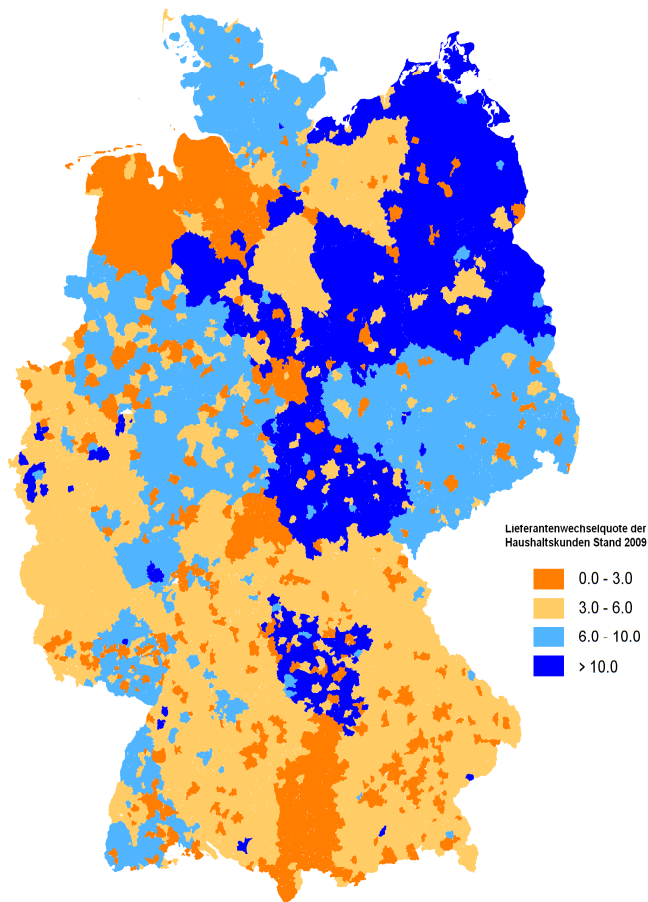 Lieferantenwechselquote der
Haushaltskunden Stand 2009
0.0 - 3.0
3.0 - 6.0
6.0 - 10.0
> 10.0